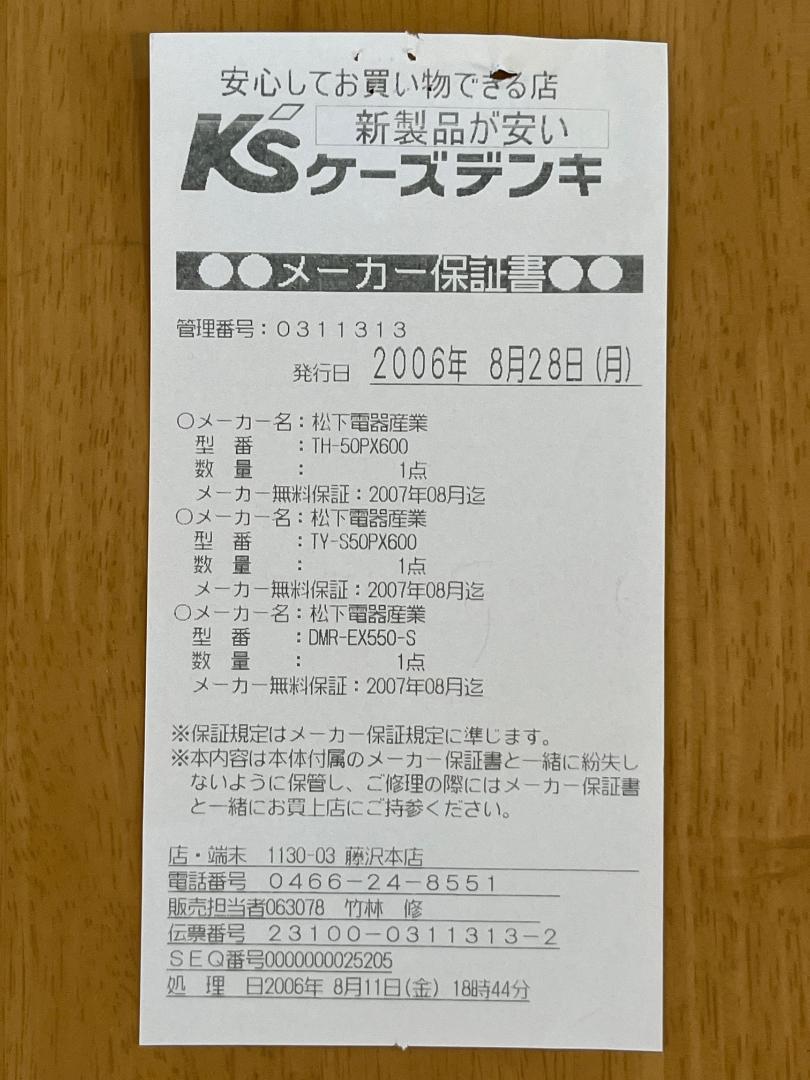 安心してお買い物できる店
新製品が安い
K'S ケーズデンキ
●●メーカー保証書●●
管理番号：０３１１３１３
発行日 2006年 8月28日(月)
○メーカー名：松下電器産業
型 番 ：TH-50PX600
数 量 ： 1点
メーカー無料保証：2007年08月迄
○メーカー名：松下電器産業
型 番 ：TY-S50PX600
数 量 ： 1点
メーカー無料保証：2007年08月迄
○メーカー名：松下電器産業
型 番 ：DMR-EX550-S
数 量 ： 1点
メーカー無料保証：2007年08月迄
※保証規定はメーカー保証規定に準じます。
※本内容は本体付属のメーカー保証書と一緒に紛失し
ないように保管し、ご修理の際にはメーカー保証書
と一緒にお買上店にご持参ください。
店・端末 1130-03 藤沢本店
電話番号 ０４６６－２４－８５５１
販売担当者063078 竹林 修
伝票番号 ２３１００－０３１１３１３－２
ＳＥＱ番号0000000025205
処 理 日2006年 8月11日(金) 18時44分